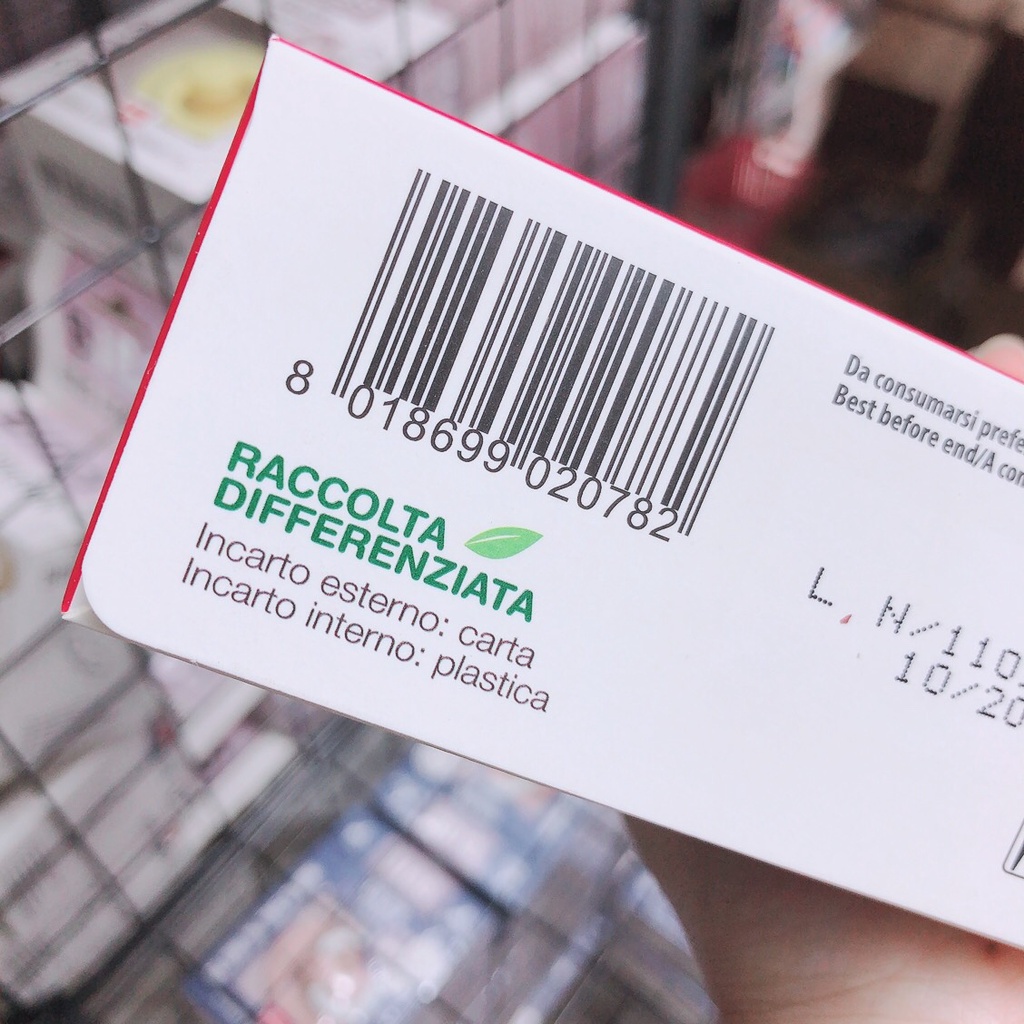 8 018699 020782
RACCOLTA
DIFFERENZIATA
Incarto esterno: carta
Incarto interno: plastica
Da consumarsi
Best before end/A
L. N/110
10/20